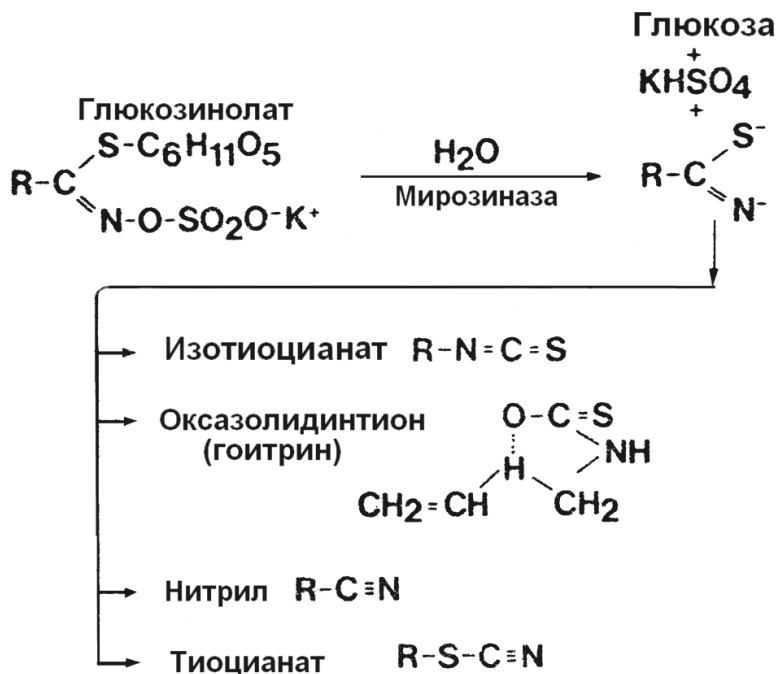 Глюкоза
+
KHSO4
+
Глюкозинолат
S-C6H11O5
R-C
N-O-SO2O-K+
H2O
Мирозиназа
S-
R-C
N-
Изотиоцианат R-N=C=S
Оксазолидинтион
(гоитрин)
O-C=S
NH
H
CH2=CH
CH2
Нитрил R-C≡N
Тиоцианат R-S-C≡N